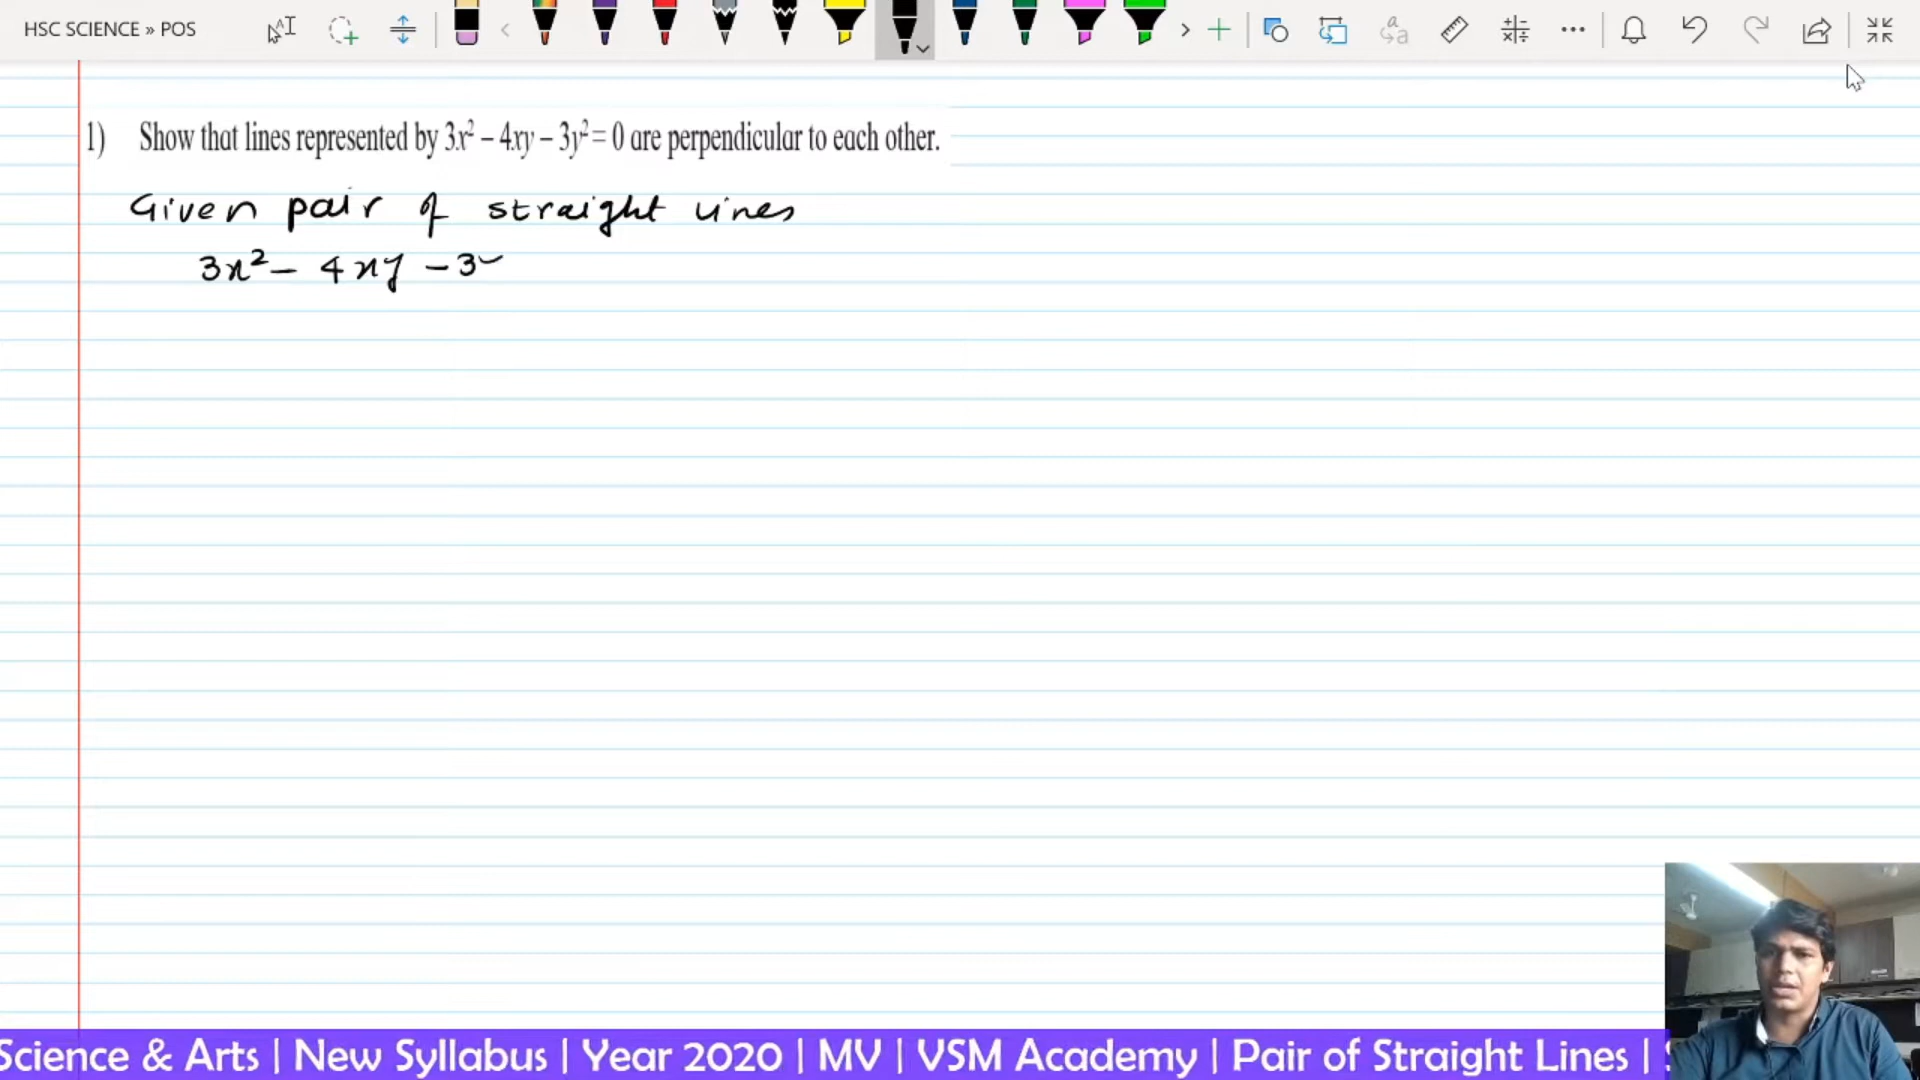 HSC SCIENCE » POS
1) Show that lines represented by 3x² – 4xy – 3y² = 0 are perpendicular to each other.
Given pair of straight lines
3x² – 4xy – 3
Science & Arts | New Syllabus | Year 2020 | MV | VSM Academy | Pair of Straight Lines |